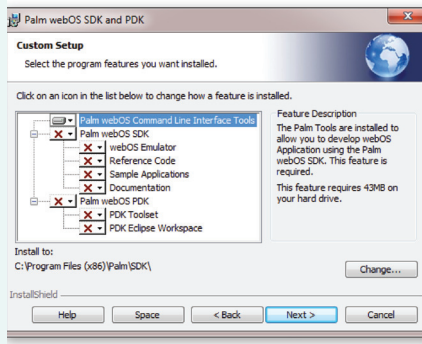 Palm webOS SDK and PDK
Custom Setup
Select the program features you want installed.
Click on an icon in the list below to change how a feature is installed.
Palm webOS Command Line Interface Tools
Palm webOS SDK
webOS Emulator
Reference Code
Sample Applications
Documentation
Palm webOS PDK
PDK Toolset
PDK Eclipse Workspace
Feature Description
The Palm Tools are installed to
allow you to develop webOS
Application using the Palm
webOS SDK. This feature is
required.
This feature requires 43MB on
your hard drive.
Install to:
C:\Program Files (x86)\Palm\SDK\
Change...
InstallShield
Help
Space
< Back
Next >
Cancel